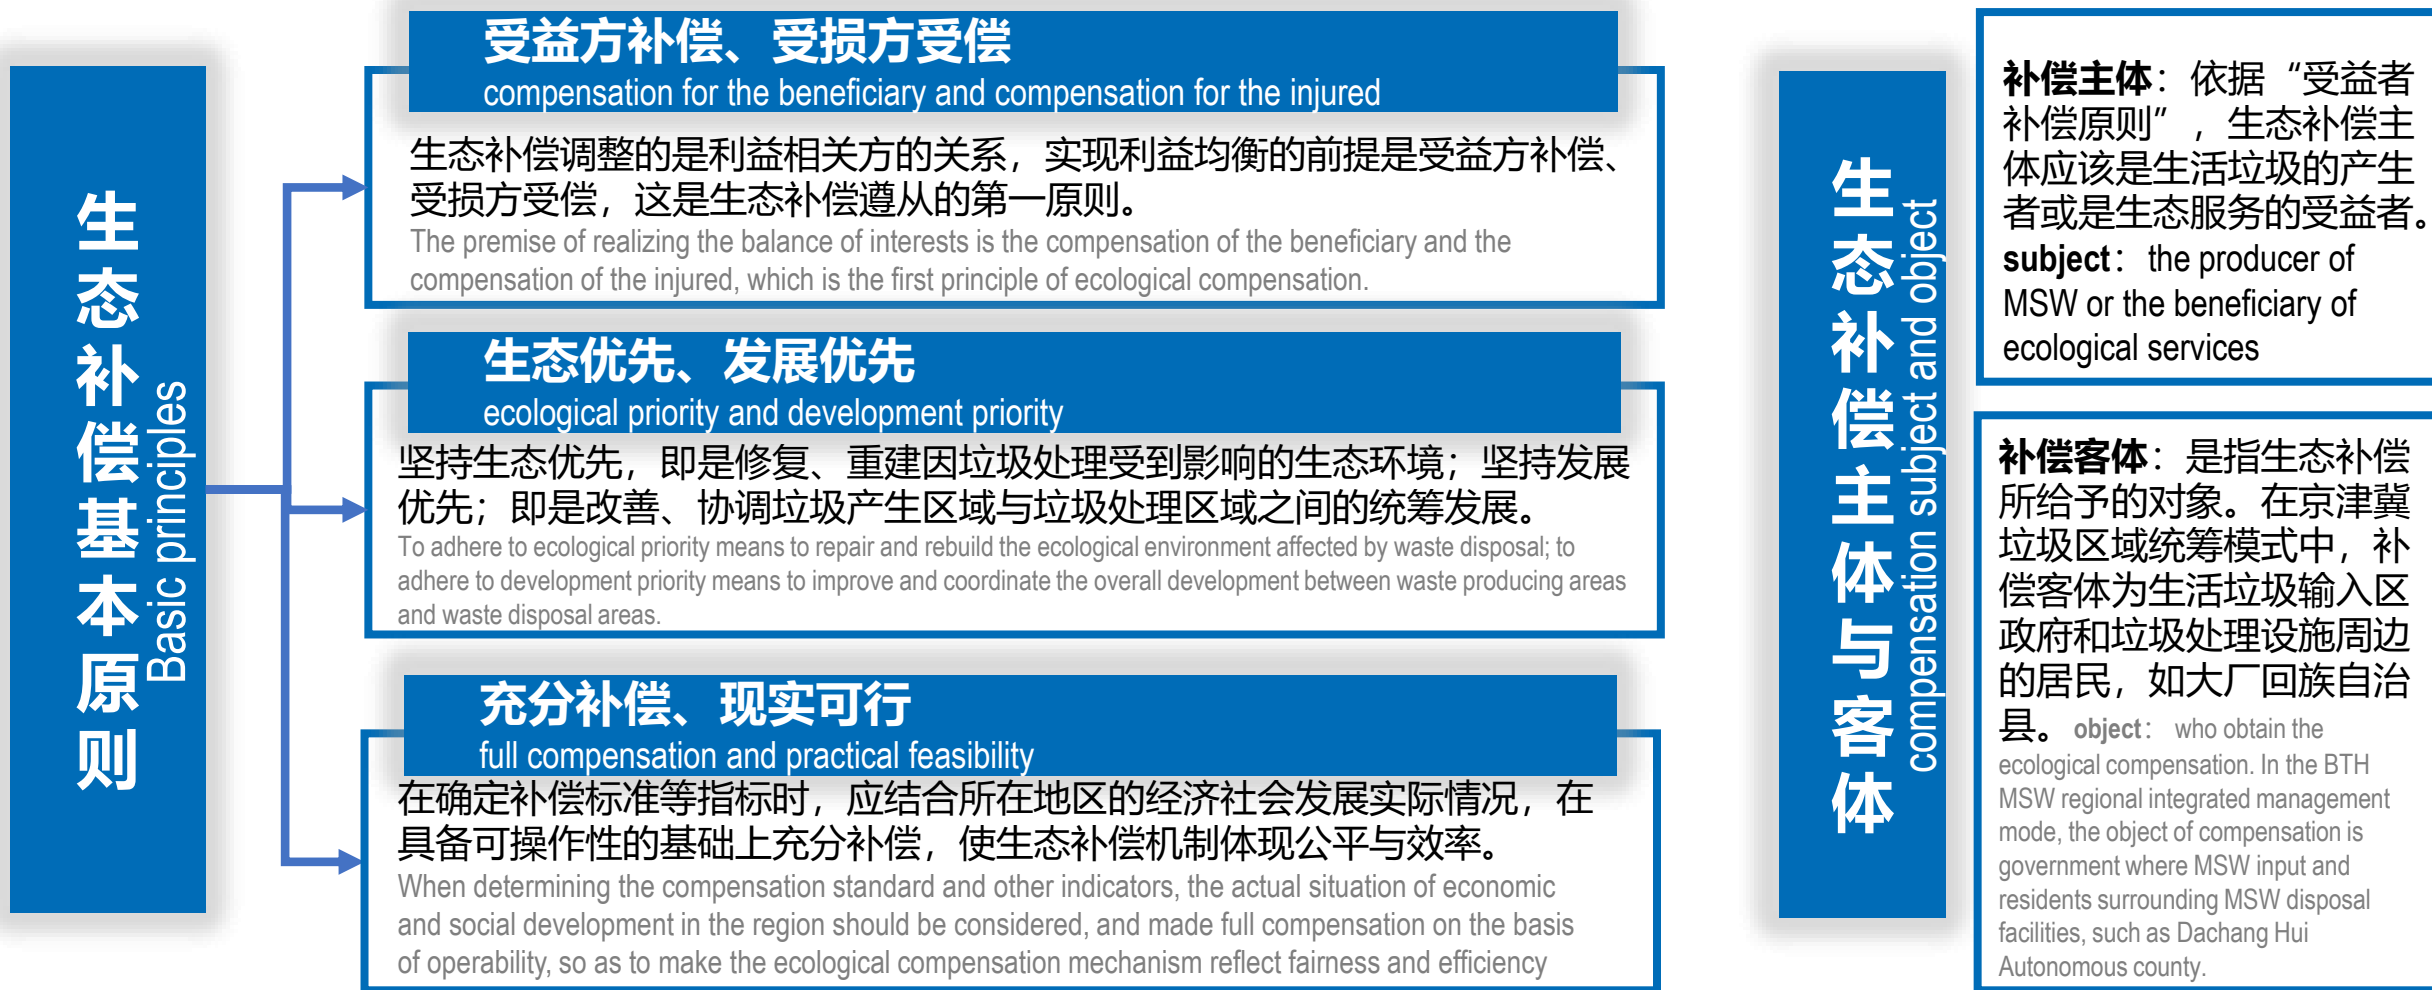 生态补偿基本原则
Basic principles
受益方补偿、受损方受偿
compensation for the beneficiary and compensation for the injured
生态补偿调整的是利益相关方的关系，实现利益均衡的前提是受益方补偿、
受损方受偿，这是生态补偿遵从的第一原则。
The premise of realizing the balance of interests is the compensation of the beneficiary and the
compensation of the injured, which is the first principle of ecological compensation.
生态优先、发展优先
ecological priority and development priority
坚持生态优先，即是修复、重建因垃圾处理受到影响的生态环境；坚持发展
优先；即是改善、协调垃圾产生区域与垃圾处理区域之间的统筹发展。
To adhere to ecological priority means to repair and rebuild the ecological environment affected by waste disposal; to
adhere to development priority means to improve and coordinate the overall development between waste producing areas
and waste disposal areas.
充分补偿、现实可行
full compensation and practical feasibility
在确定补偿标准等指标时，应结合所在地区的经济社会发展实际情况，在
具备可操作性的基础上充分补偿，使生态补偿机制体现公平与效率。
When determining the compensation standard and other indicators, the actual situation of economic
and social development in the region should be considered, and made full compensation on the basis
of operability, so as to make the ecological compensation mechanism reflect fairness and efficiency
生态补偿主体与客体
compensation subject and object
补偿主体：依据“受益者
补偿原则”，生态补偿主
体应该是生活垃圾的产生
者或是生态服务的受益者。
subject： the producer of
MSW or the beneficiary of
ecological services
补偿客体：是指生态补偿
所给予的对象。在京津冀
垃圾区域统筹模式中，补
偿客体为生活垃圾输入区
政府和垃圾处理设施周边
的居民，如大厂回族自治
县。 object： who obtain the
ecological compensation. In the BTH
MSW regional integrated management
mode, the object of compensation is
government where MSW input and
residents surrounding MSW disposal
facilities, such as Dachang Hui
Autonomous county.